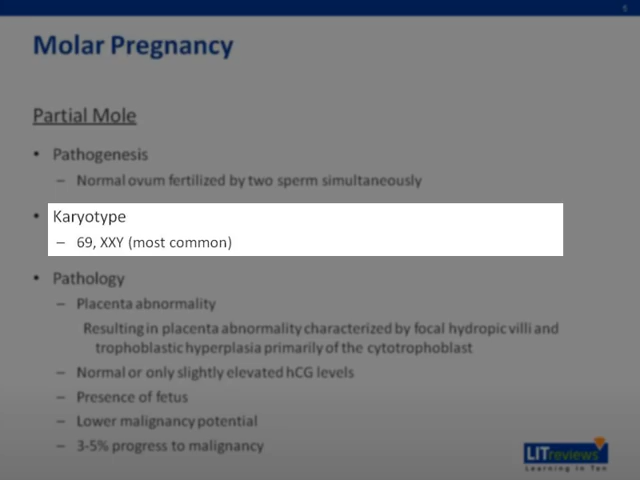 5
Molar Pregnancy
Partial Mole
• Pathogenesis
– Normal ovum fertilized by two sperm simultaneously
• Karyotype
– 69, XXY (most common)
• Pathology
– Placenta abnormality
Resulting in placenta abnormality characterized by focal hydropic villi and
trophoblastic hyperplasia primarily of the cytotrophoblast
– Normal or only slightly elevated hCG levels
– Presence of fetus
– Lower malignancy potential
– 3-5% progress to malignancy
LITreviews
Learning in Ten